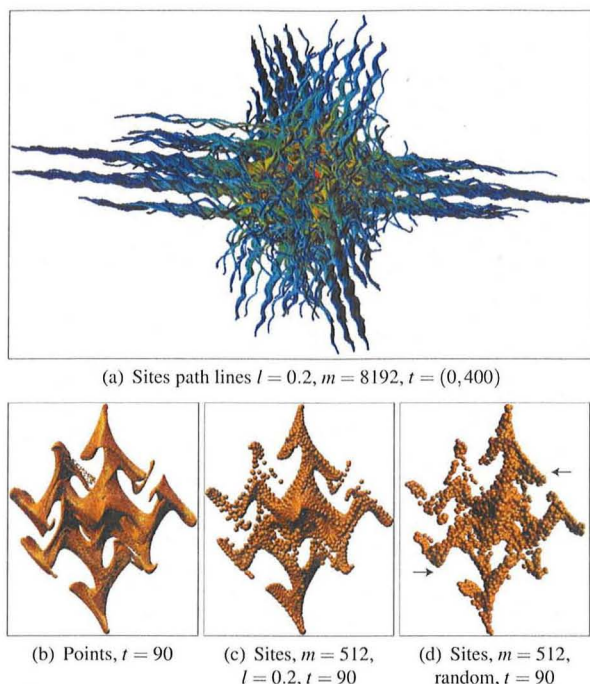 (a) Sites path lines l = 0.2, m = 8192, t = (0,400)
(b) Points, t = 90
(c) Sites, m = 512,
l = 0.2, t = 90
(d) Sites, m = 512,
random, t = 90